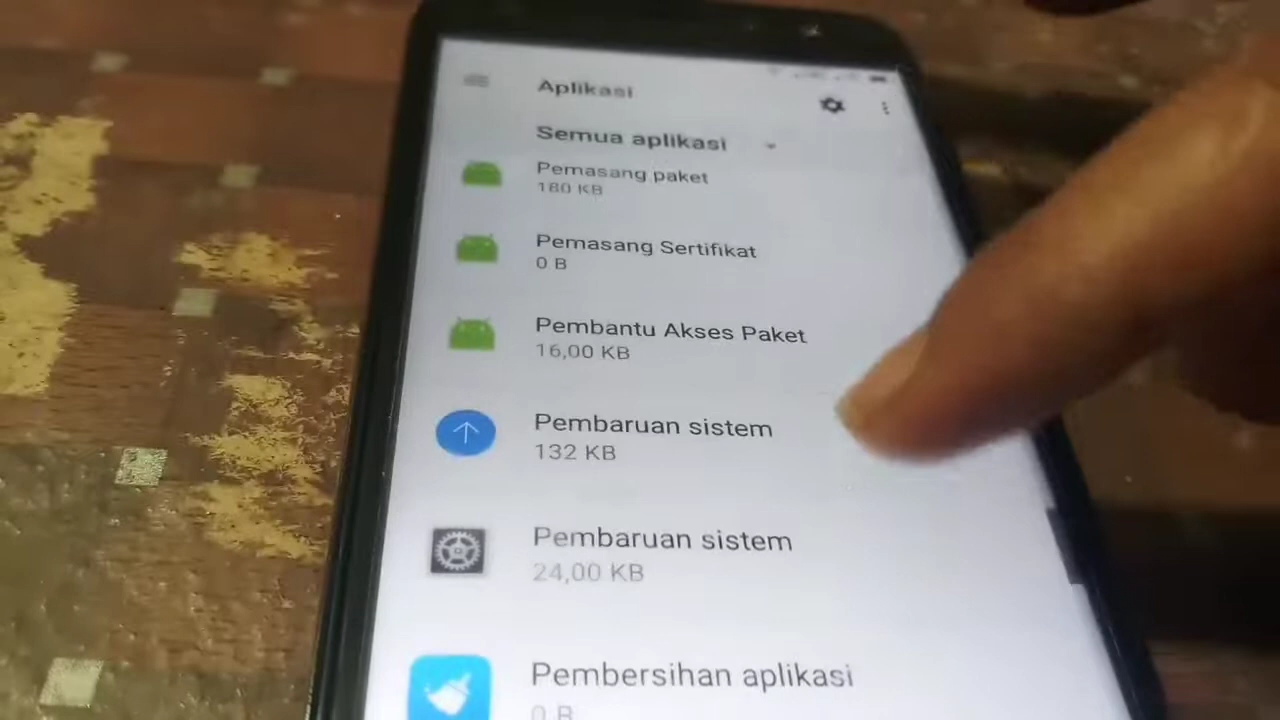 Aplikasi
Semua aplikasi
Pemasang paket
180 KB
Pemasang Sertifikat
0 B
Pembantu Akses Paket
16,00 KB
Pembaruan sistem
132 KB
Pembaruan sistem
24,00 KB
Pembersihan aplikasi
0 B